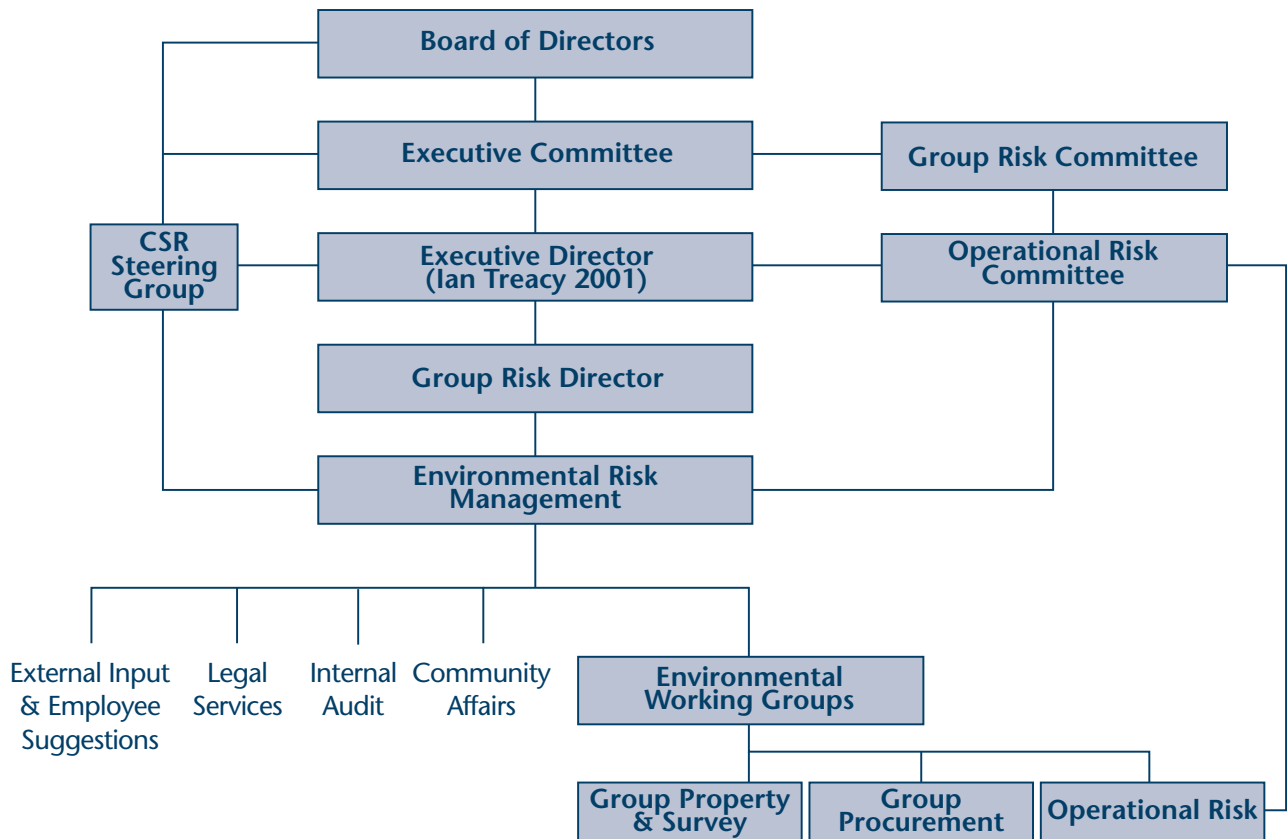 Board of Directors
Executive Committee
Group Risk Committee
CSR
Steering
Group
Executive Director
(Ian Treacy 2001)
Operational Risk
Committee
Group Risk Director
Environmental Risk
Management
External Input
& Employee
Suggestions
Legal
Services
Internal
Audit
Community
Affairs
Environmental
Working Groups
Group Property
& Survey
Group
Procurement
Operational Risk